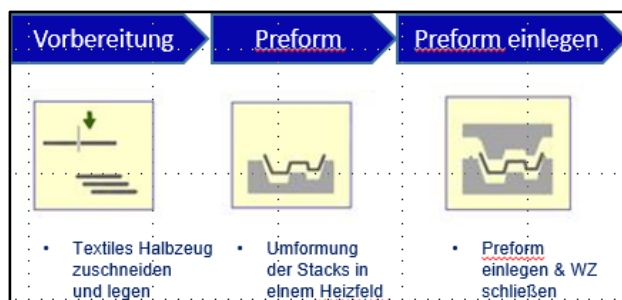 Vorbereitung
Preform
Preform einlegen
• Textiles Halbzeug
zuschneiden
und legen
• Umformung
der Stacks in
einem Heizfeld
• Preform
einlegen & WZ
schließen